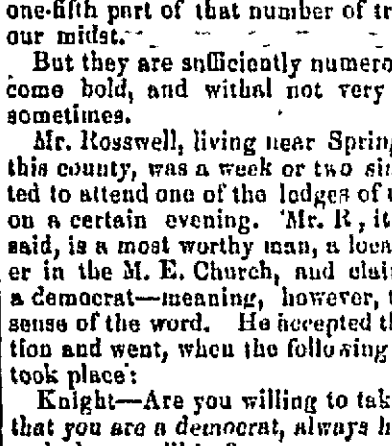 one-fifth part of that number of tr
our midst.
But they are sufficiently numero
come bold, and withal not very
sometimes.
Mr. Rosswell, living near Spring
this county, was a week or two sin
ted to attend one of the lodges of
on a certain evening. Mr. R, it
said, is a most worthy man, a loca
er in the M. E. Church, and clai
a democrat—meaning, however, t
sense of the word. He accepted th
tion and went, when the following
took place:
Knight—Are you willing to tak
that you are a democrat, always h